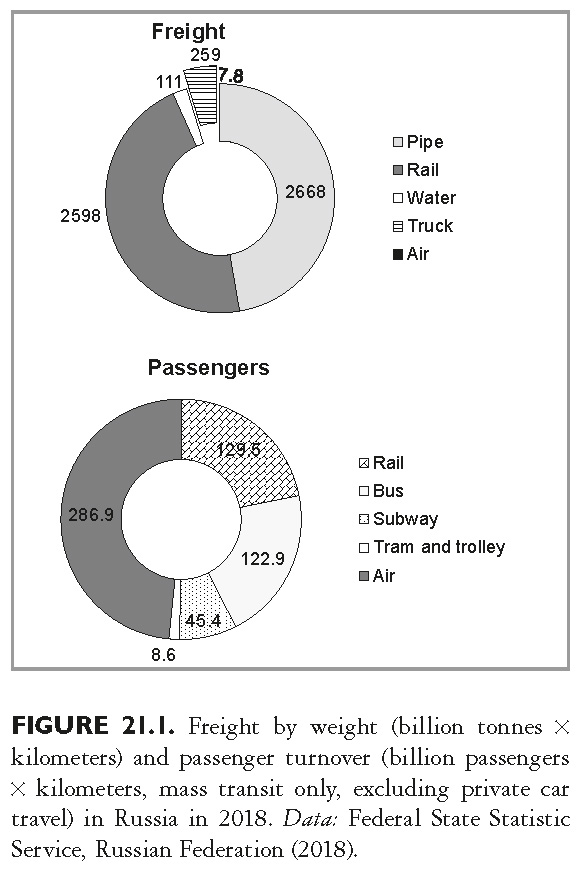 Freight
259
111
7.8
2598
2668
Pipe
Rail
Water
Truck
Air
Passengers
129.5
286.9
122.9
45.4
8.6
Rail
Bus
Subway
Tram and trolley
Air
FIGURE 21.1. Freight by weight (billion tonnes ×
kilometers) and passenger turnover (billion passengers
× kilometers, mass transit only, excluding private car
travel) in Russia in 2018. Data: Federal State Statistic
Service, Russian Federation (2018).